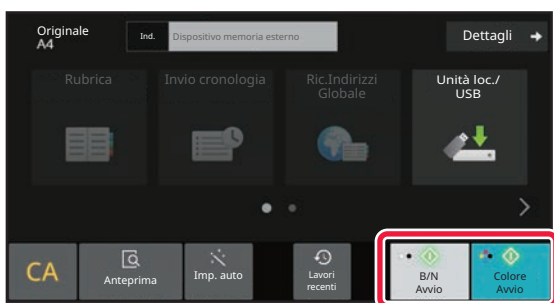 Originale
A4
Ind.
Dispositivo memoria esterno
Dettagli
Rubrica
Invio cronologia
Ric.Indirizzi
Globale
Unità loc./
USB
CA
Anteprima
Imp. auto
Lavori
recenti
B/N
Avvio
Colore
Avvio